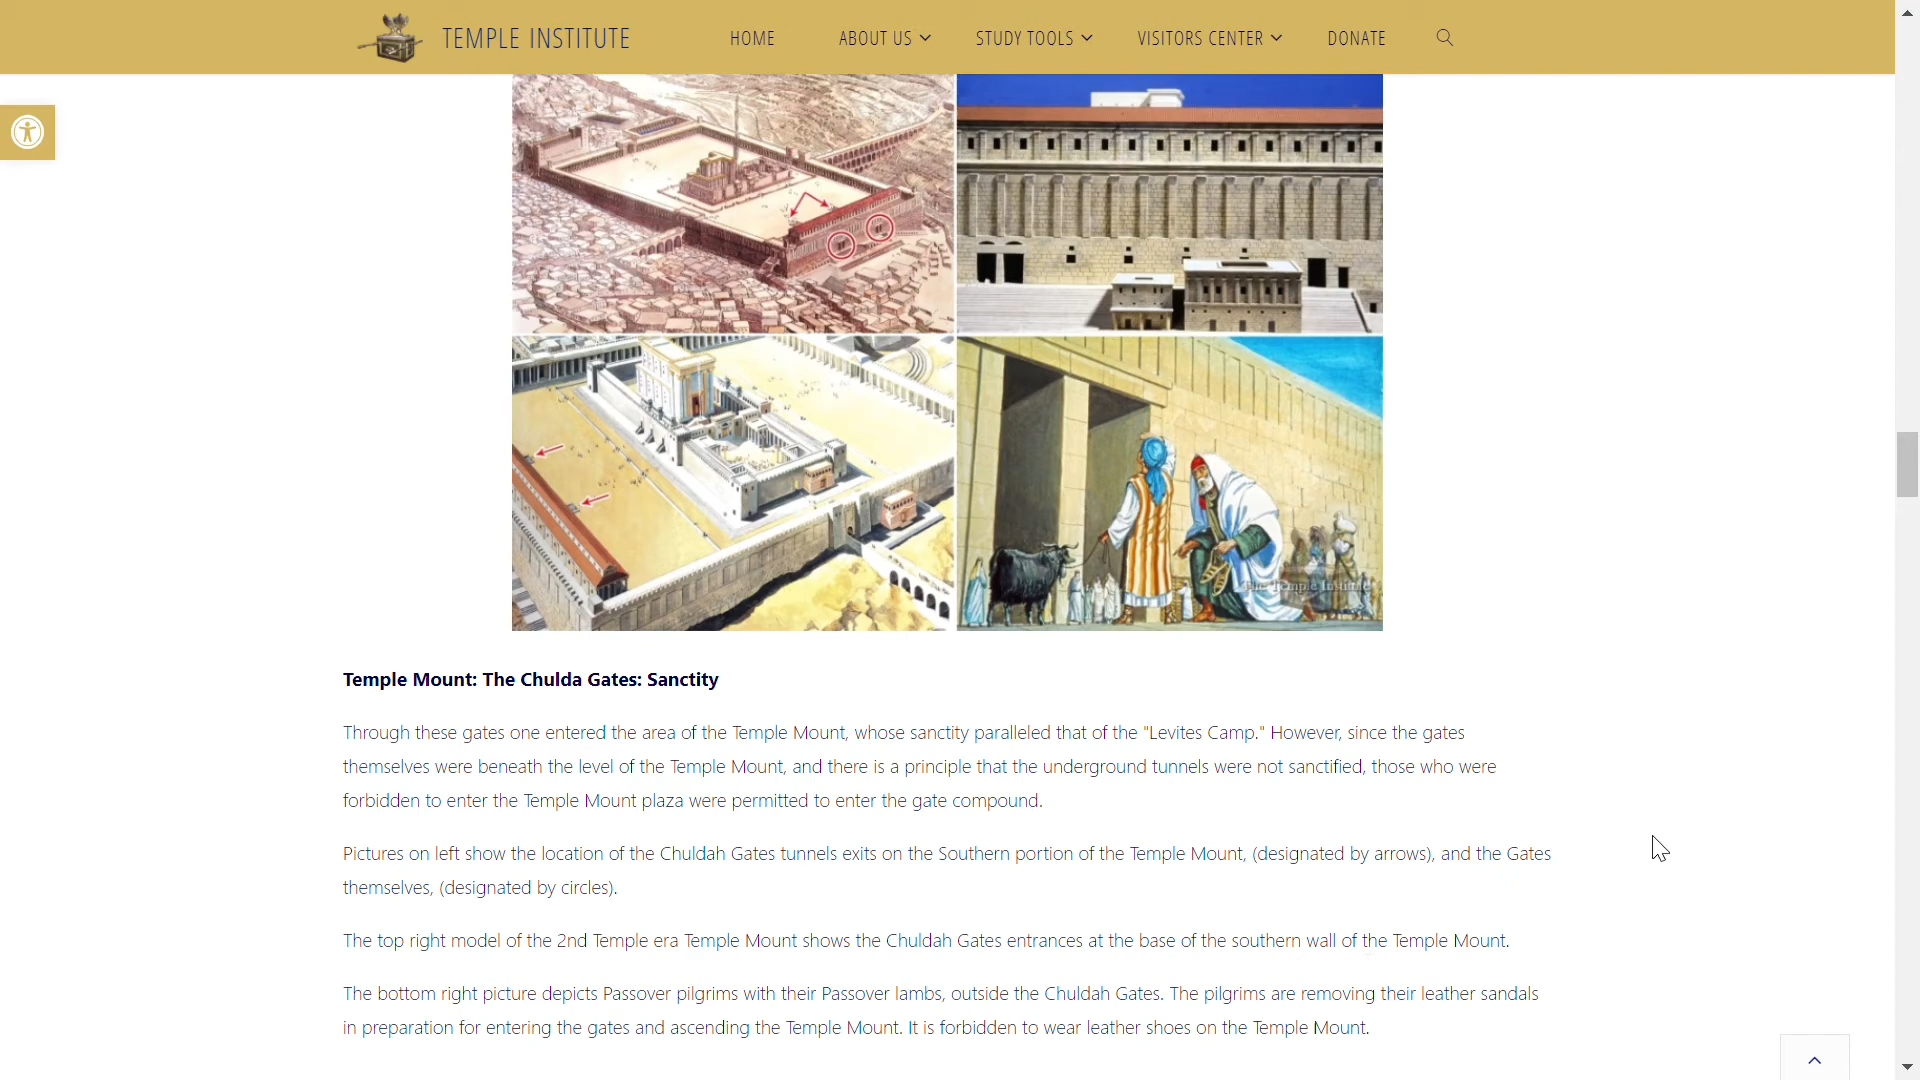 TEMPLE INSTITUTE
HOME
ABOUT US
STUDY TOOLS
VISITORS CENTER
DONATE
The Temple Institute
Temple Mount: The Chulda Gates: Sanctity
Through these gates one entered the area of the Temple Mount, whose sanctity paralleled that of the "Levites Camp." However, since the gates
themselves were beneath the level of the Temple Mount, and there is a principle that the underground tunnels were not sanctified, those who were
forbidden to enter the Temple Mount plaza were permitted to enter the gate compound.
Pictures on left show the location of the Chuldah Gates tunnels exits on the Southern portion of the Temple Mount, (designated by arrows), and the Gates
themselves, (designated by circles).
The top right model of the 2nd Temple era Temple Mount shows the Chuldah Gates entrances at the base of the southern wall of the Temple Mount.
The bottom right picture depicts Passover pilgrims with their Passover lambs, outside the Chuldah Gates. The pilgrims are removing their leather sandals
in preparation for entering the gates and ascending the Temple Mount. It is forbidden to wear leather shoes on the Temple Mount.